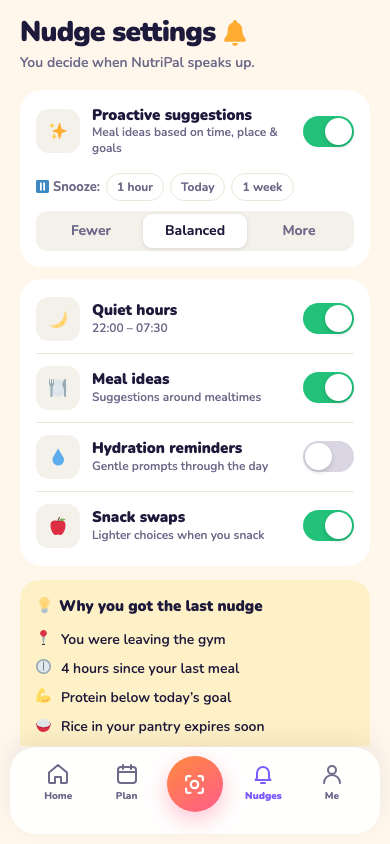 Nudge settings
You decide when NutriPal speaks up.
Proactive suggestions
Meal ideas based on time, place &
goals
Snooze:
1 hour
Today
1 week
Fewer
Balanced
More
Quiet hours
22:00 – 07:30
Meal ideas
Suggestions around mealtimes
Hydration reminders
Gentle prompts through the day
Snack swaps
Lighter choices when you snack
Why you got the last nudge
You were leaving the gym
4 hours since your last meal
Protein below today’s goal
Rice in your pantry expires soon
Home
Plan
Nudges
Me